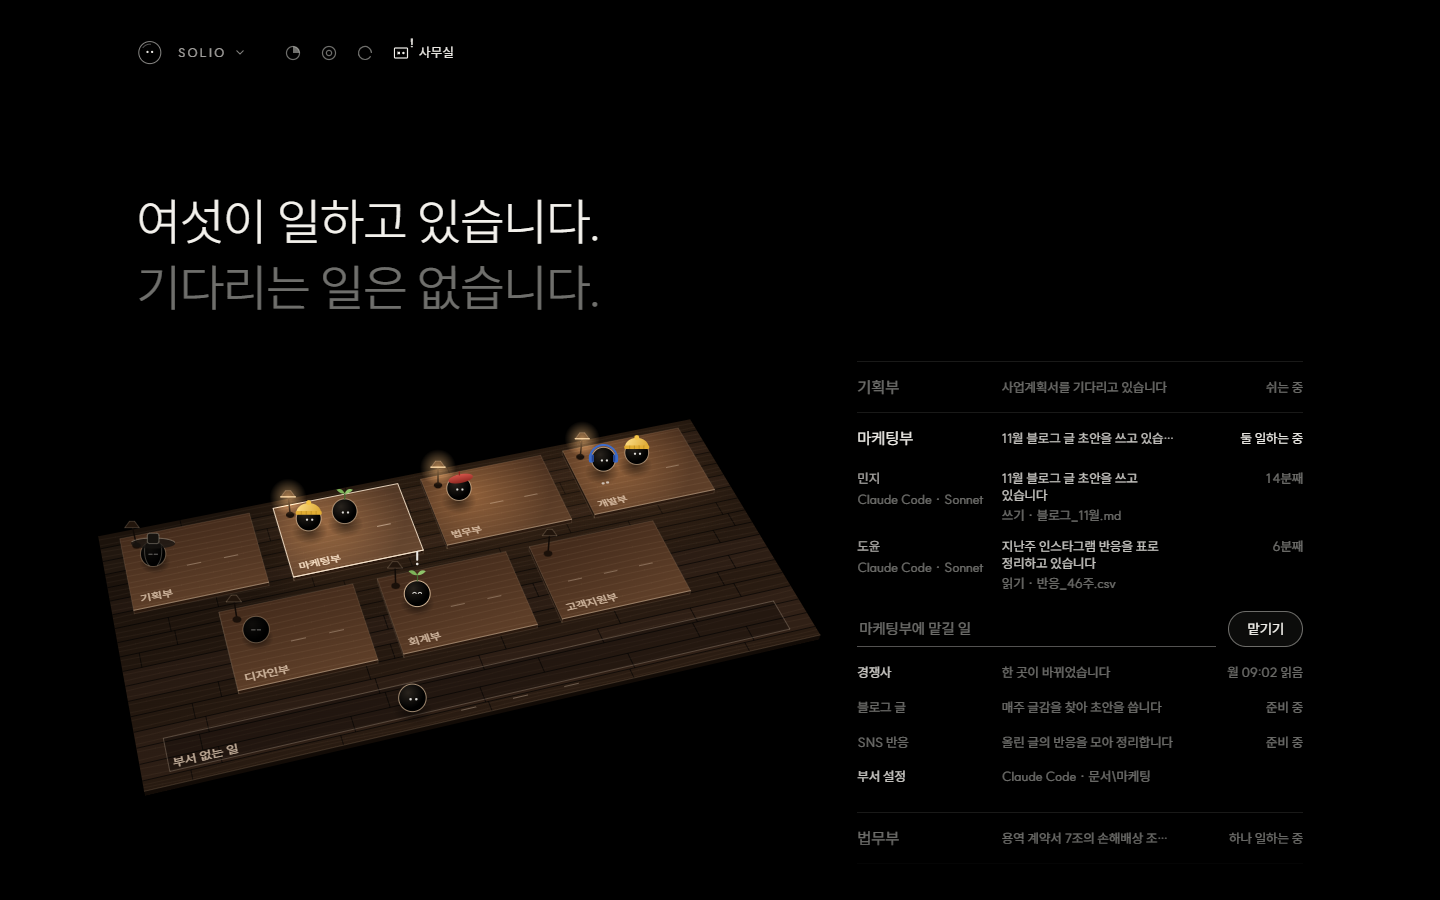 SOLIO
사무실
여섯이 일하고 있습니다.
기다리는 일은 없습니다.
기획부
마케팅부
법무부
개발부
디자인부
회계부
고객지원부
부서 없는 일
기획부 사업계획서를 기다리고 있습니다 쉬는 중
마케팅부 11월 블로그 글 초안을 쓰고 있습… 둘 일하는 중
민지 11월 블로그 글 초안을 쓰고 14분째
있습니다
Claude Code · Sonnet
쓰기 · 블로그_11월.md
도윤 지난주 인스타그램 반응을 표로 6분째
정리하고 있습니다
Claude Code · Sonnet
읽기 · 반응_46주.csv
마케팅부에 맡길 일 맡기기
경쟁사 한 곳이 바뀌었습니다 월 09:02 읽음
블로그 글 매주 글감을 찾아 초안을 씁니다 준비 중
SNS 반응 올린 글의 반응을 모아 정리합니다 준비 중
부서 설정 Claude Code · 문서\마케팅
법무부 용역 계약서 7조의 손해배상 조… 하나 일하는 중